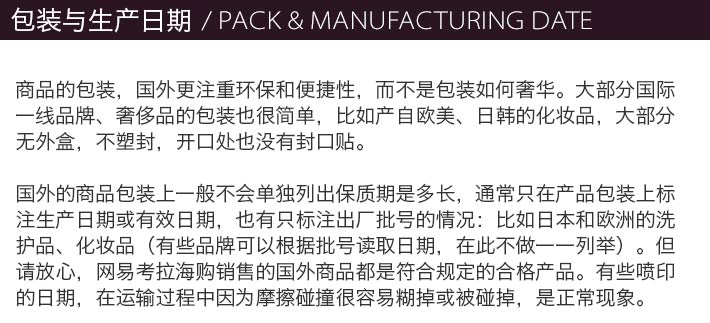 包装与生产日期 / PACK & MANUFACTURING DATE
商品的包装，国外更注重环保和便捷性，而不是包装如何奢华。大部分国际
一线品牌、奢侈品的包装也很简单，比如产自欧美、日韩的化妆品，大部分
无外盒，不塑封，开口处也没有封口贴。
国外的商品包装上一般不会单独列出保质期是多长，通常只在产品包装上标
注生产日期或有效日期，也有只标注出厂批号的情况：比如日本和欧洲的洗
护品、化妆品（有些品牌可以根据批号读取日期，在此不做一一列举）。但
请放心，网易考拉海购销售的国外商品都是符合规定的合格产品。有些喷印
的日期，在运输过程中因为摩擦碰撞很容易糊掉或被碰掉，是正常现象。